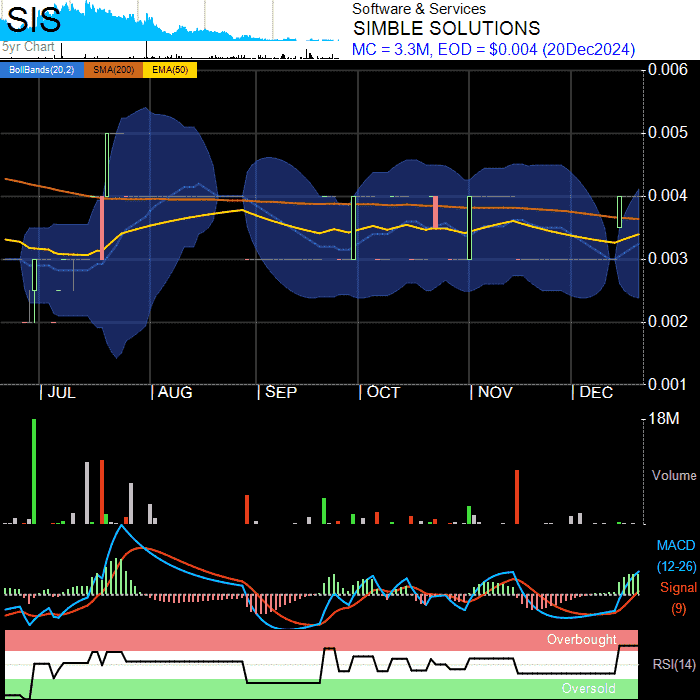 SIS
5yr Chart
Software & Services
SIMBLE SOLUTIONS
MC = 3.3M, EOD = $0.004 (20Dec2024)
BollBands(20,2) SMA(200) EMA(50)
0.006
0.005
0.004
0.003
0.002
0.001
| JUL | AUG | SEP | OCT | NOV | DEC
18M
Volume
MACD
(12-26)
Signal
(9)
Overbought
RSI(14)
Oversold